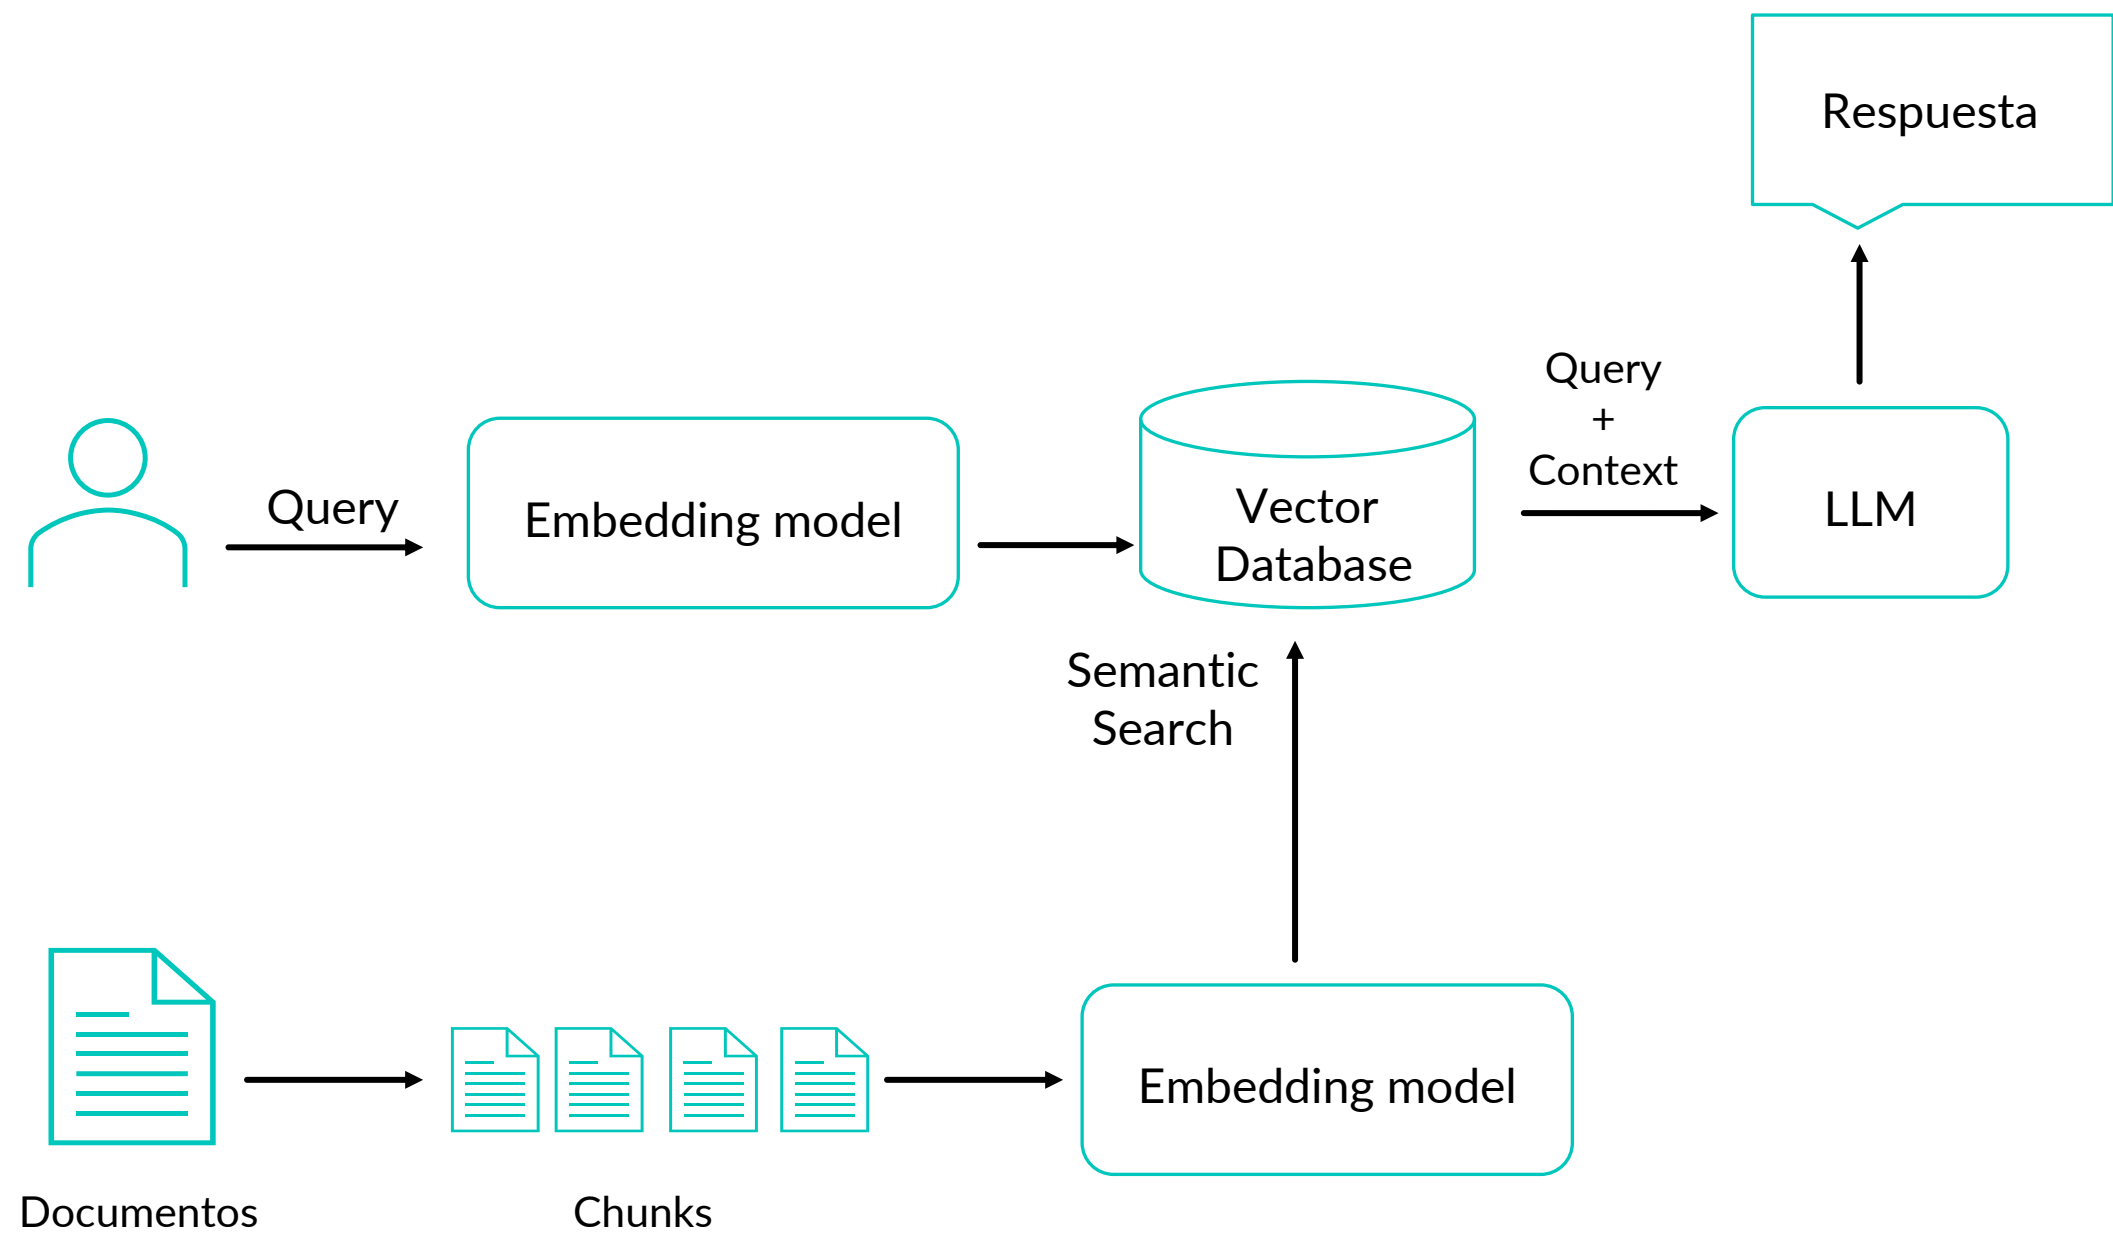 Respuesta
Query
+
Context
Query
Embedding model
Vector
Database
LLM
Semantic
Search
Embedding model
Documentos
Chunks